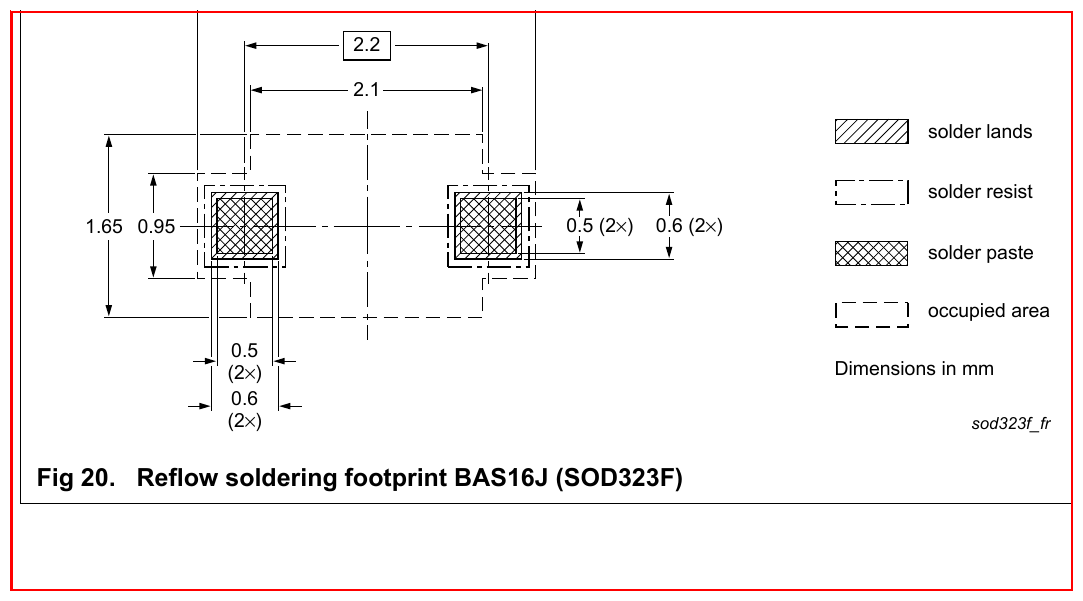 2.2
2.1
solder lands
solder resist
1.65 0.95 0.5 (2×) 0.6 (2×)
solder paste
occupied area
0.5
(2×)
Dimensions in mm
0.6
(2×)
sod323f_fr
Fig 20. Reflow soldering footprint BAS16J (SOD323F)